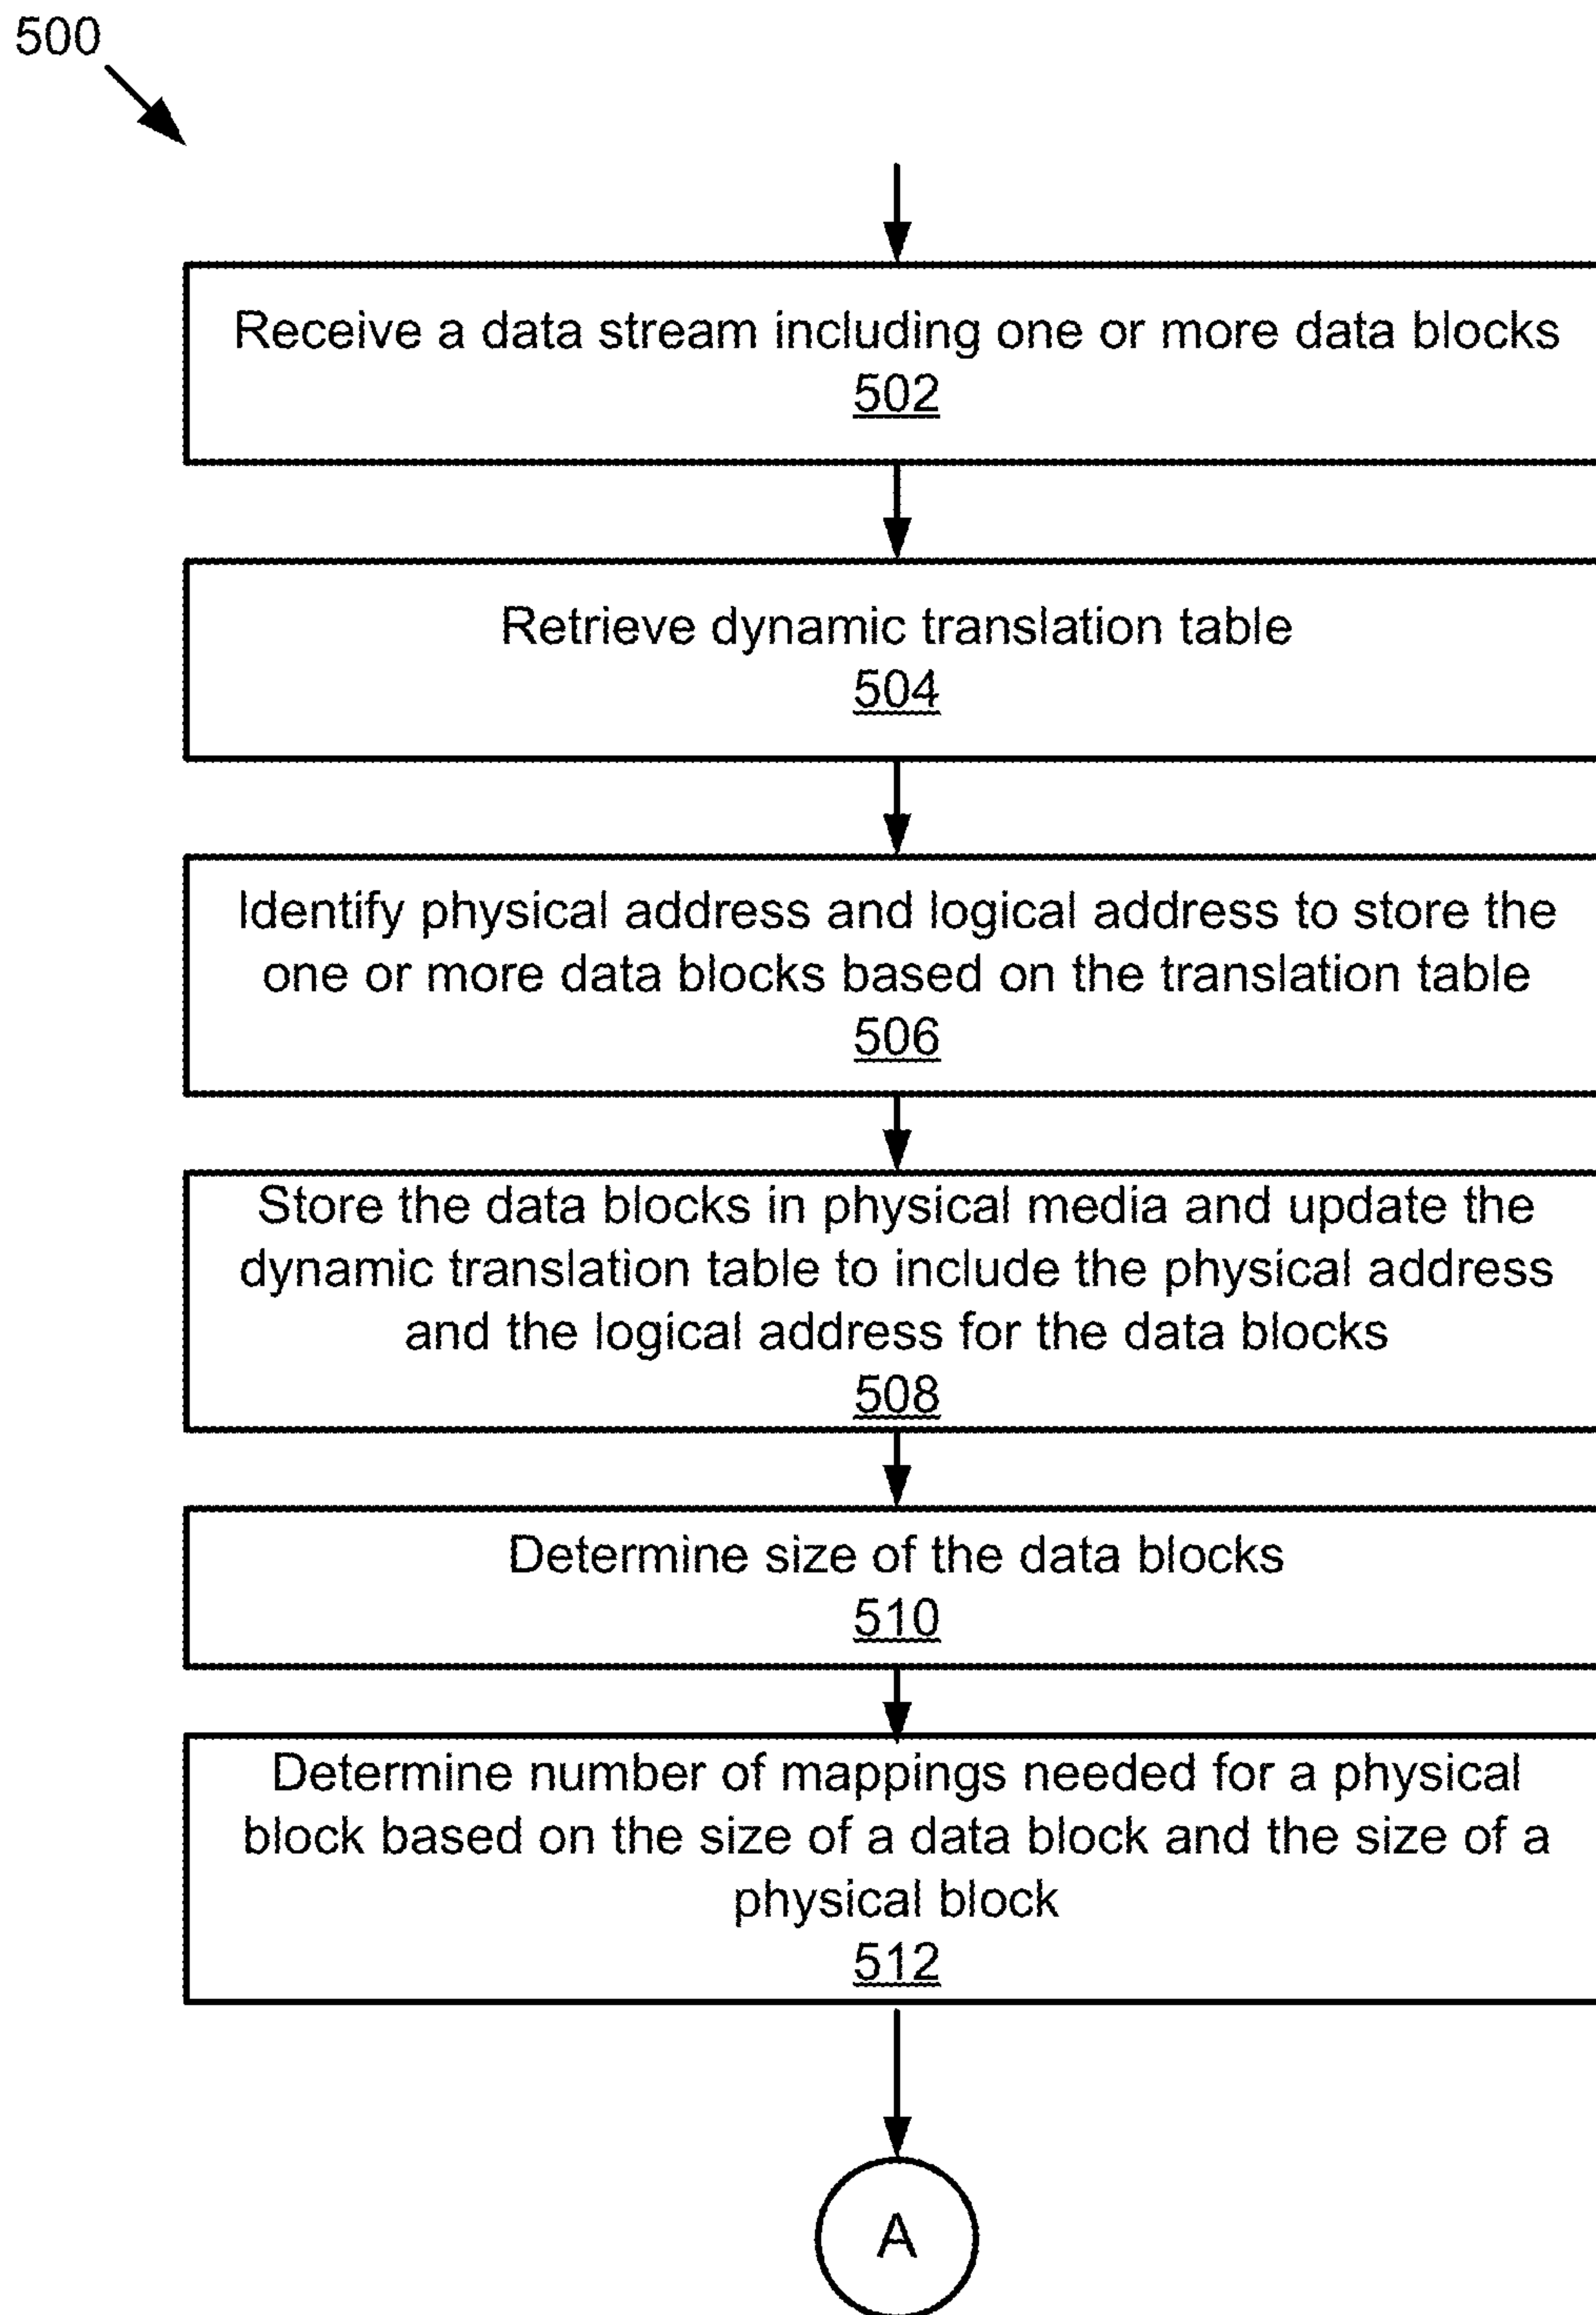 500
Receive a data stream including one or more data blocks
502
Retrieve dynamic translation table
504
Identify physical address and logical address to store the
one or more data blocks based on the translation table
506
Store the data blocks in physical media and update the
dynamic translation table to include the physical address
and the logical address for the data blocks
508
Determine size of the data blocks
510
Determine number of mappings needed for a physical
block based on the size of a data block and the size of a
physical block
512
A